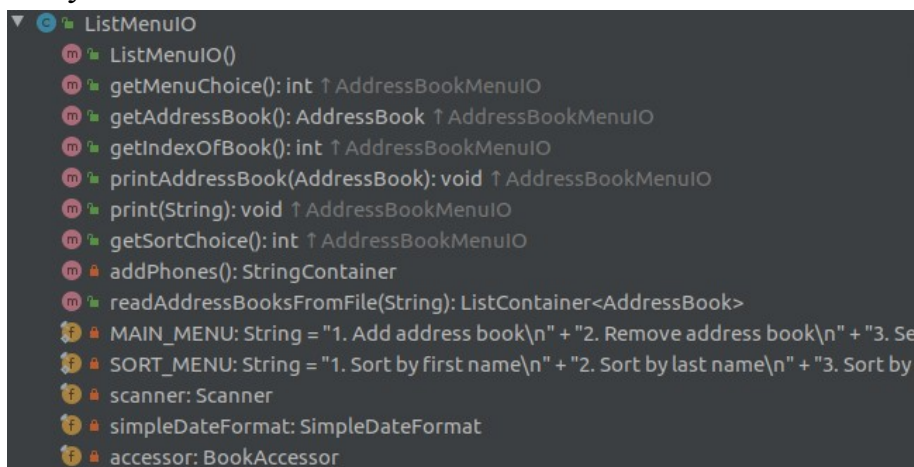 ListMenuIO
ListMenuIO()
getMenuChoice(): int ↑AddressBookMenuIO
getAddressBook(): AddressBook ↑AddressBookMenuIO
getIndexOfBook(): int ↑AddressBookMenuIO
printAddressBook(AddressBook): void ↑AddressBookMenuIO
print(String): void ↑AddressBookMenuIO
getSortChoice(): int ↑AddressBookMenuIO
addPhones(): StringContainer
readAddressBooksFromFile(String): ListContainer<AddressBook>
MAIN_MENU: String = "1. Add address book\n" + "2. Remove address book\n" + "3. Se
SORT_MENU: String = "1. Sort by first name\n" + "2. Sort by last name\n" + "3. Sort by
scanner: Scanner
simpleDateFormat: SimpleDateFormat
accessor: BookAccessor